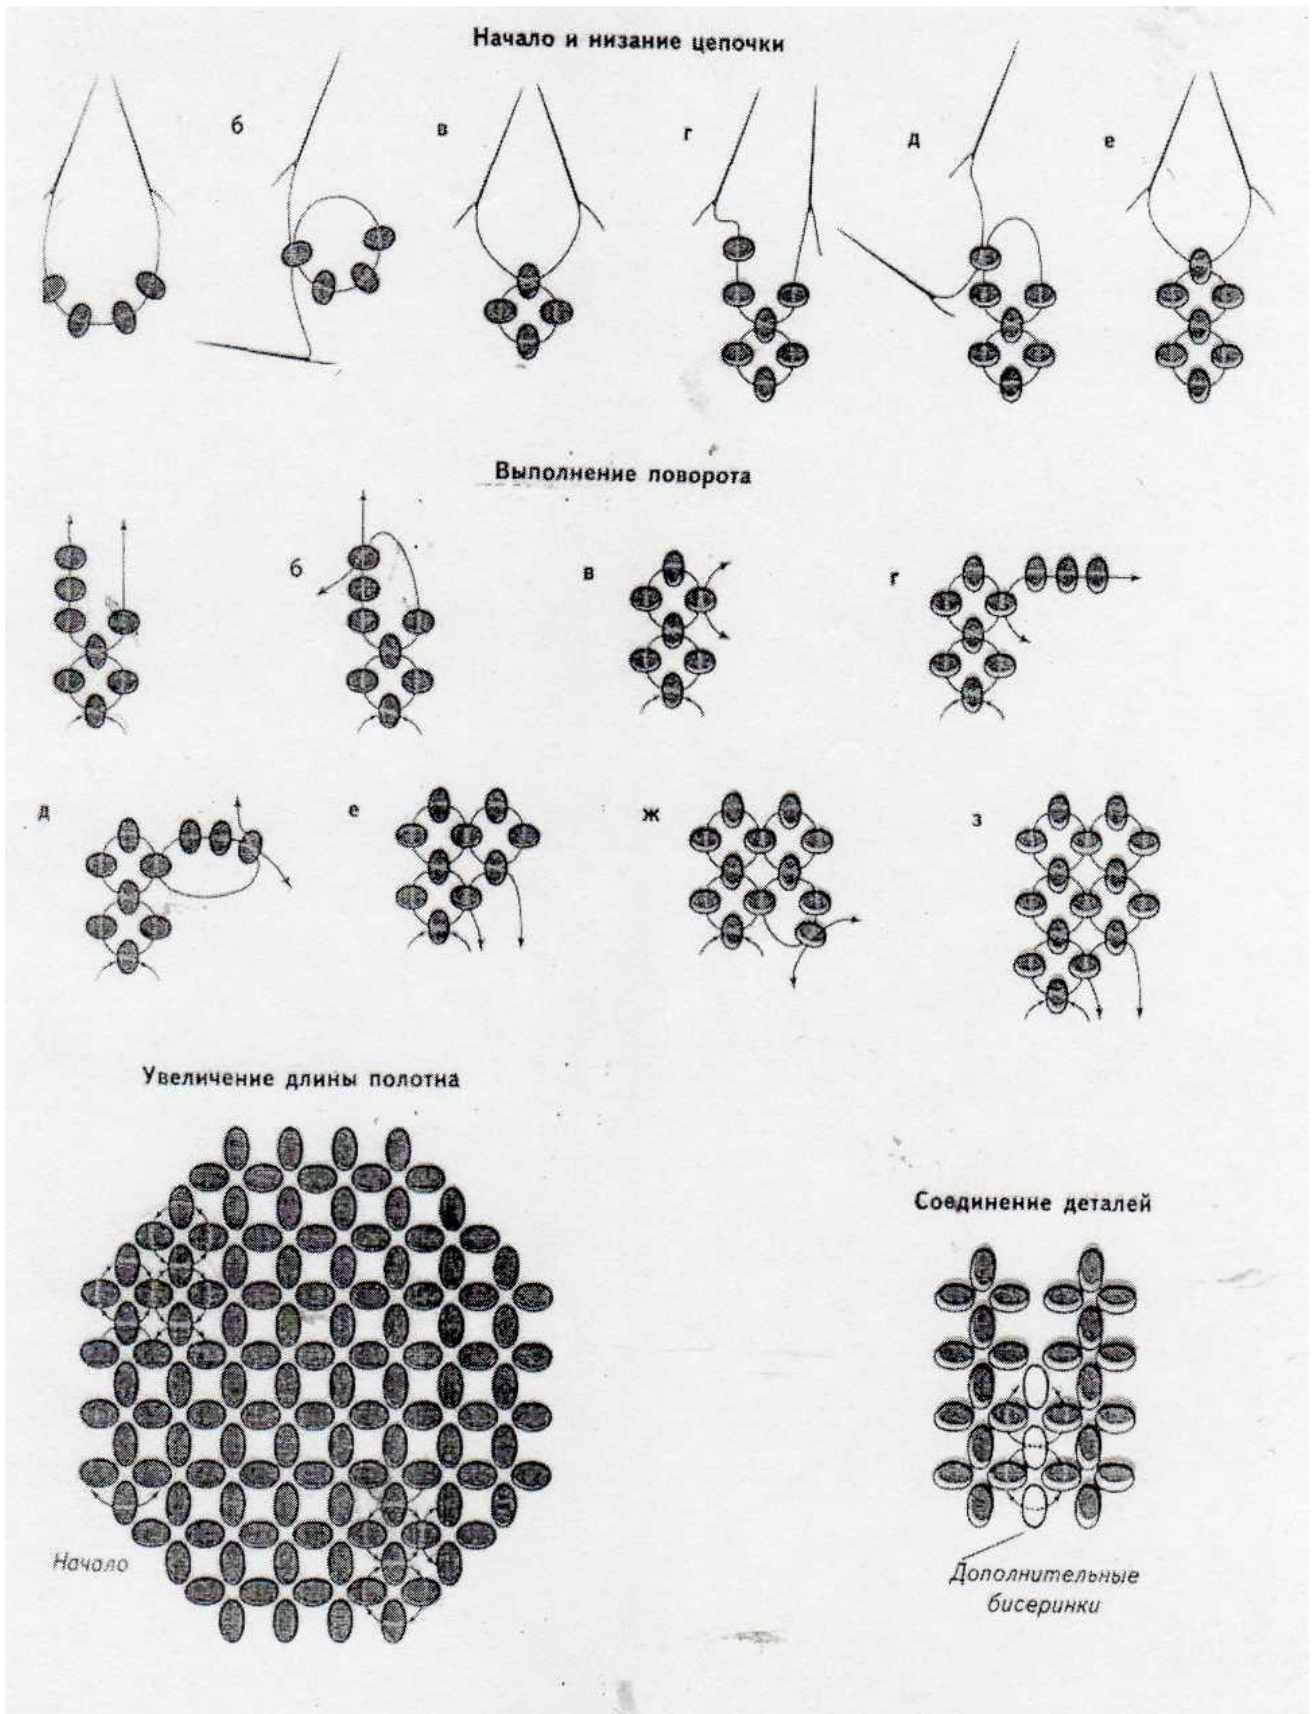 Начало и низание цепочки
б
в
г
д
е
Выполнение поворота
б
в
г
д
е
ж
з
Увеличение длины полотна
Соединение деталей
Начало
Дополнительные
бисеринки